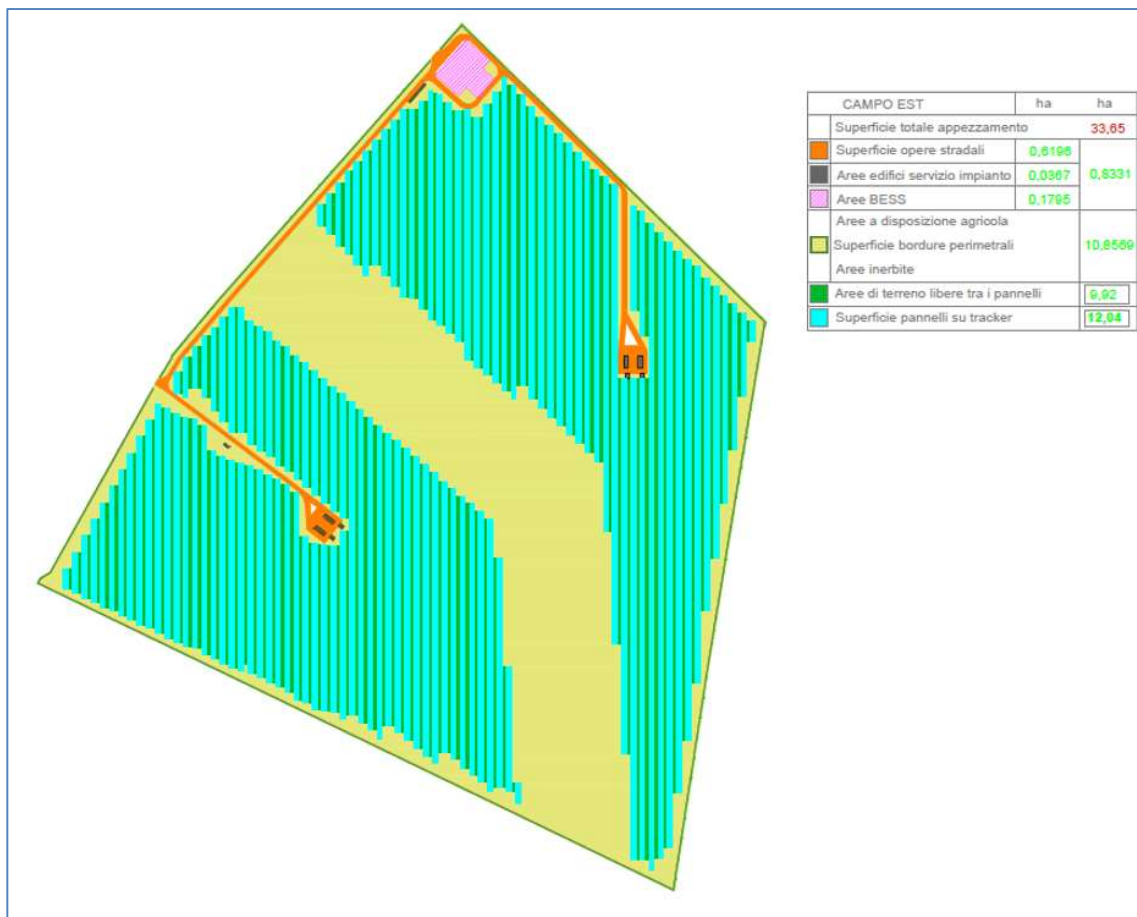 CAMPO EST ha ha
Superficie totale appezzamento 33,65
Superficie opere stradali 0,6196
Aree edifici servizio impianto 0,0367 0,8331
Aree BESS 0,1795
Aree a disposizione agricola
Superficie bordure perimetrali 10,8569
Aree inerbite
Aree di terreno libere tra i pannelli 9,92
Superficie pannelli su tracker 12,04